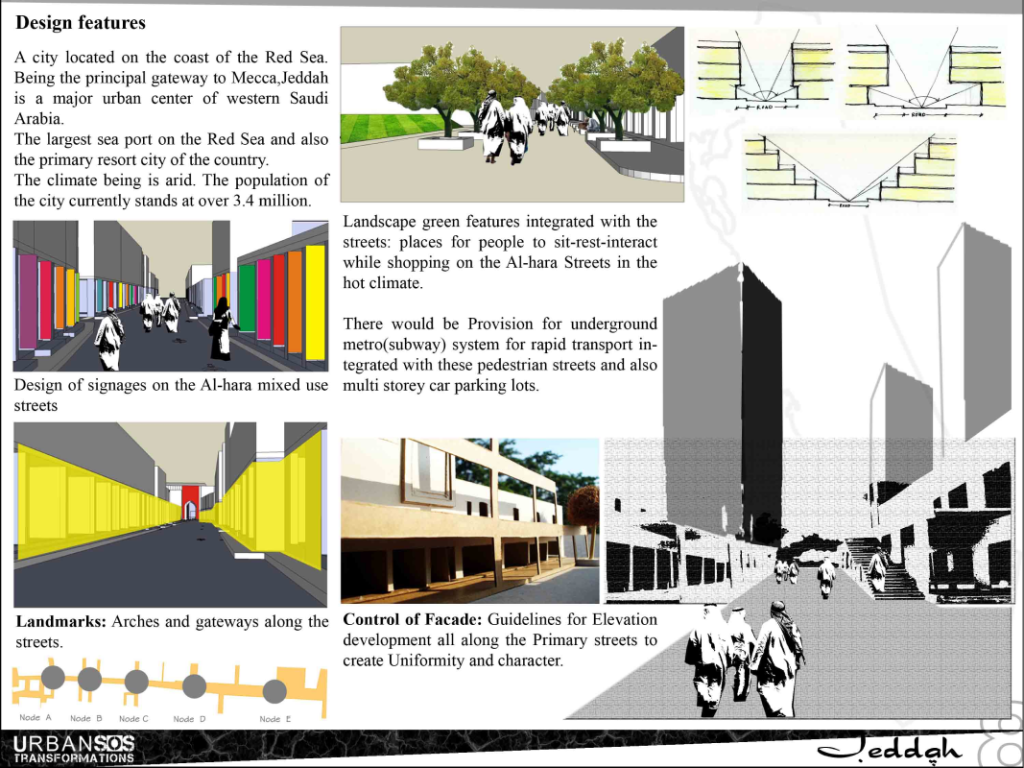 Design features
A city located on the coast of the Red Sea.
Being the principal gateway to Mecca,Jeddah
is a major urban center of western Saudi
Arabia.
The largest sea port on the Red Sea and also
the primary resort city of the country.
The climate being is arid. The population of
the city currently stands at over 3.4 million.
Design of signages on the Al-hara mixed use
streets
Landmarks: Arches and gateways along the
streets.
Node A
Node B
Node C
Node D
Node E
Landscape green features integrated with the
streets: places for people to sit-rest-interact
while shopping on the Al-hara Streets in the
hot climate.
There would be Provision for underground
metro(subway) system for rapid transport in-
tegrated with these pedestrian streets and also
multi storey car parking lots.
Control of Facade: Guidelines for Elevation
development all along the Primary streets to
create Uniformity and character.
URBANSOS
TRANSFORMATIONS
Jeddah
8